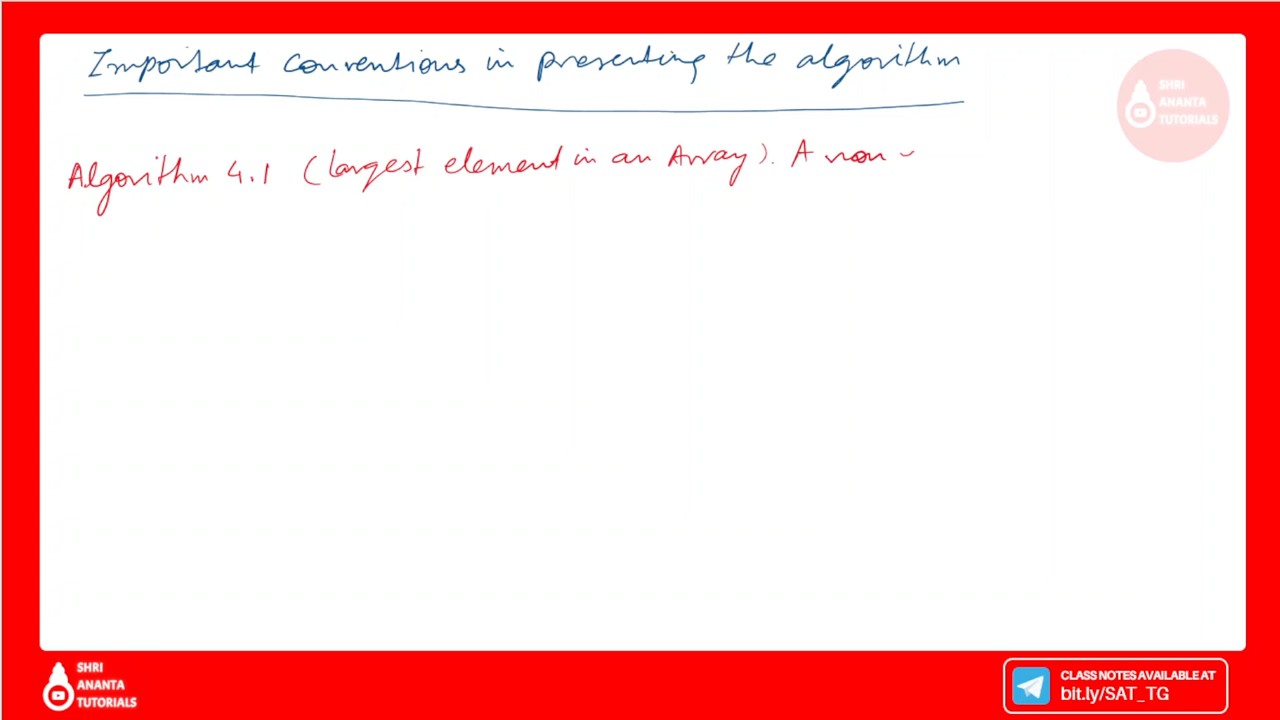 Important conventions in presenting the algorithm
SHRI
ANANTA
TUTORIALS
Algorithm 4.1 (largest element in an Array). A non -
SHRI
ANANTA
TUTORIALS
CLASS NOTES AVAILABLE AT
bit.ly/SAT_TG